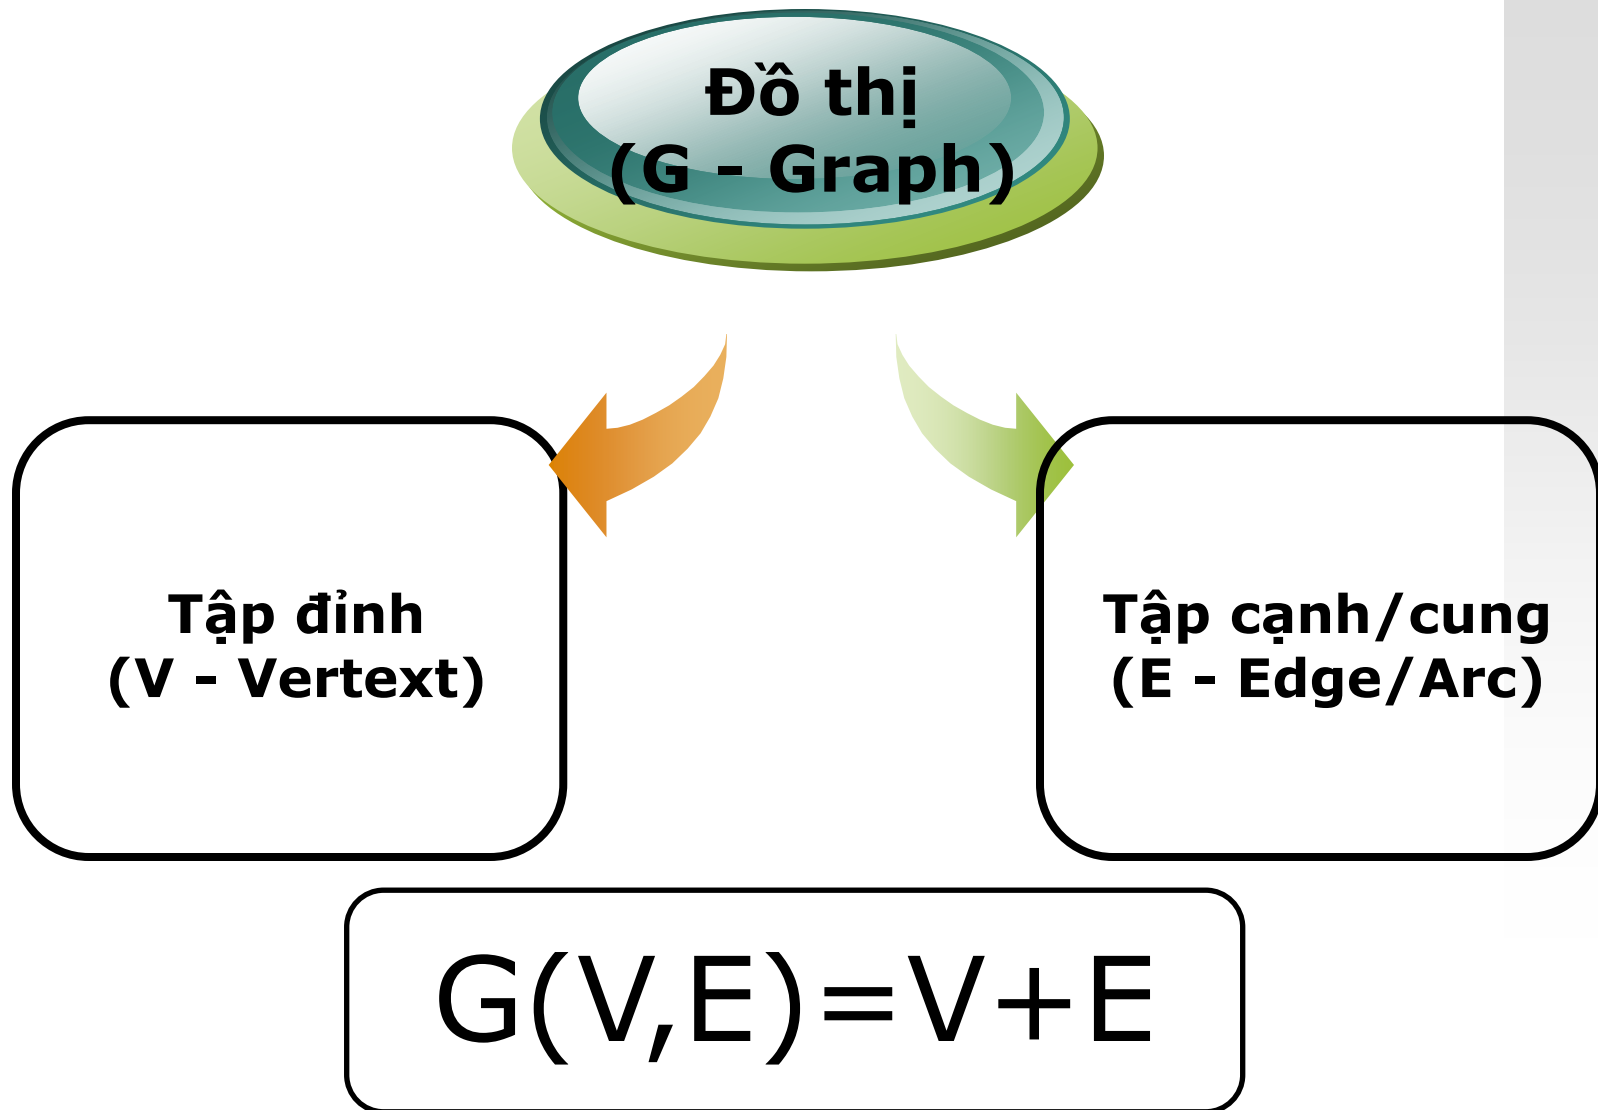 Đồ thị
(G - Graph)
Tập đỉnh
(V - Vertext)
Tập cạnh/cung
(E - Edge/Arc)
G(V,E)=V+E